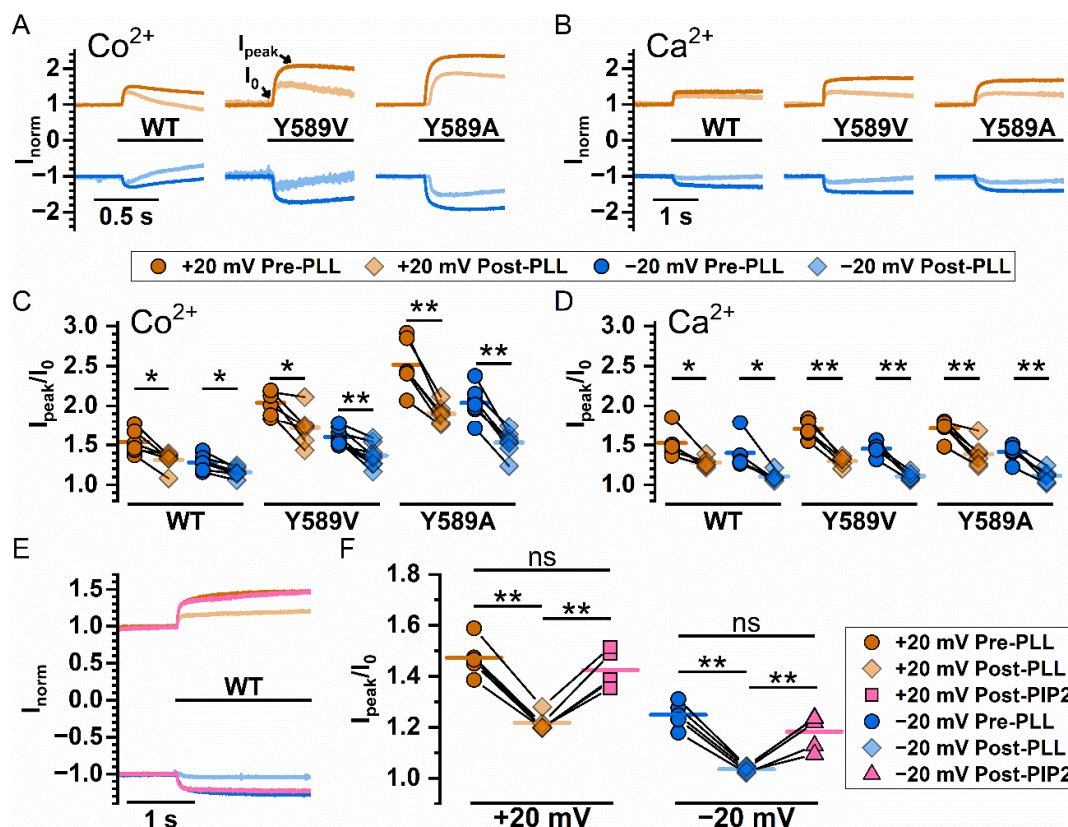 A
Co2+
Ipeak
I0
2
1
0
−1
−2
Inorm
WT
Y589V
Y589A
0.5 s
B
Ca2+
2
1
0
−1
−2
Inorm
WT
Y589V
Y589A
1 s
+20 mV Pre-PLL
+20 mV Post-PLL
−20 mV Pre-PLL
−20 mV Post-PLL
C
Co2+
3.0
2.5
2.0
1.5
1.0
Ipeak/I0
* * * ** ** **
WT
Y589V
Y589A
D
Ca2+
3.0
2.5
2.0
1.5
1.0
Ipeak/I0
* * ** ** ** **
WT
Y589V
Y589A
E
1.5
1.0
0.5
0.0
−0.5
−1.0
Inorm
WT
1 s
F
1.8
1.6
1.4
1.2
1.0
Ipeak/I0
ns
** **
ns
** **
+20 mV
−20 mV
+20 mV Pre-PLL
+20 mV Post-PLL
+20 mV Post-PIP2
−20 mV Pre-PLL
−20 mV Post-PLL
−20 mV Post-PIP2